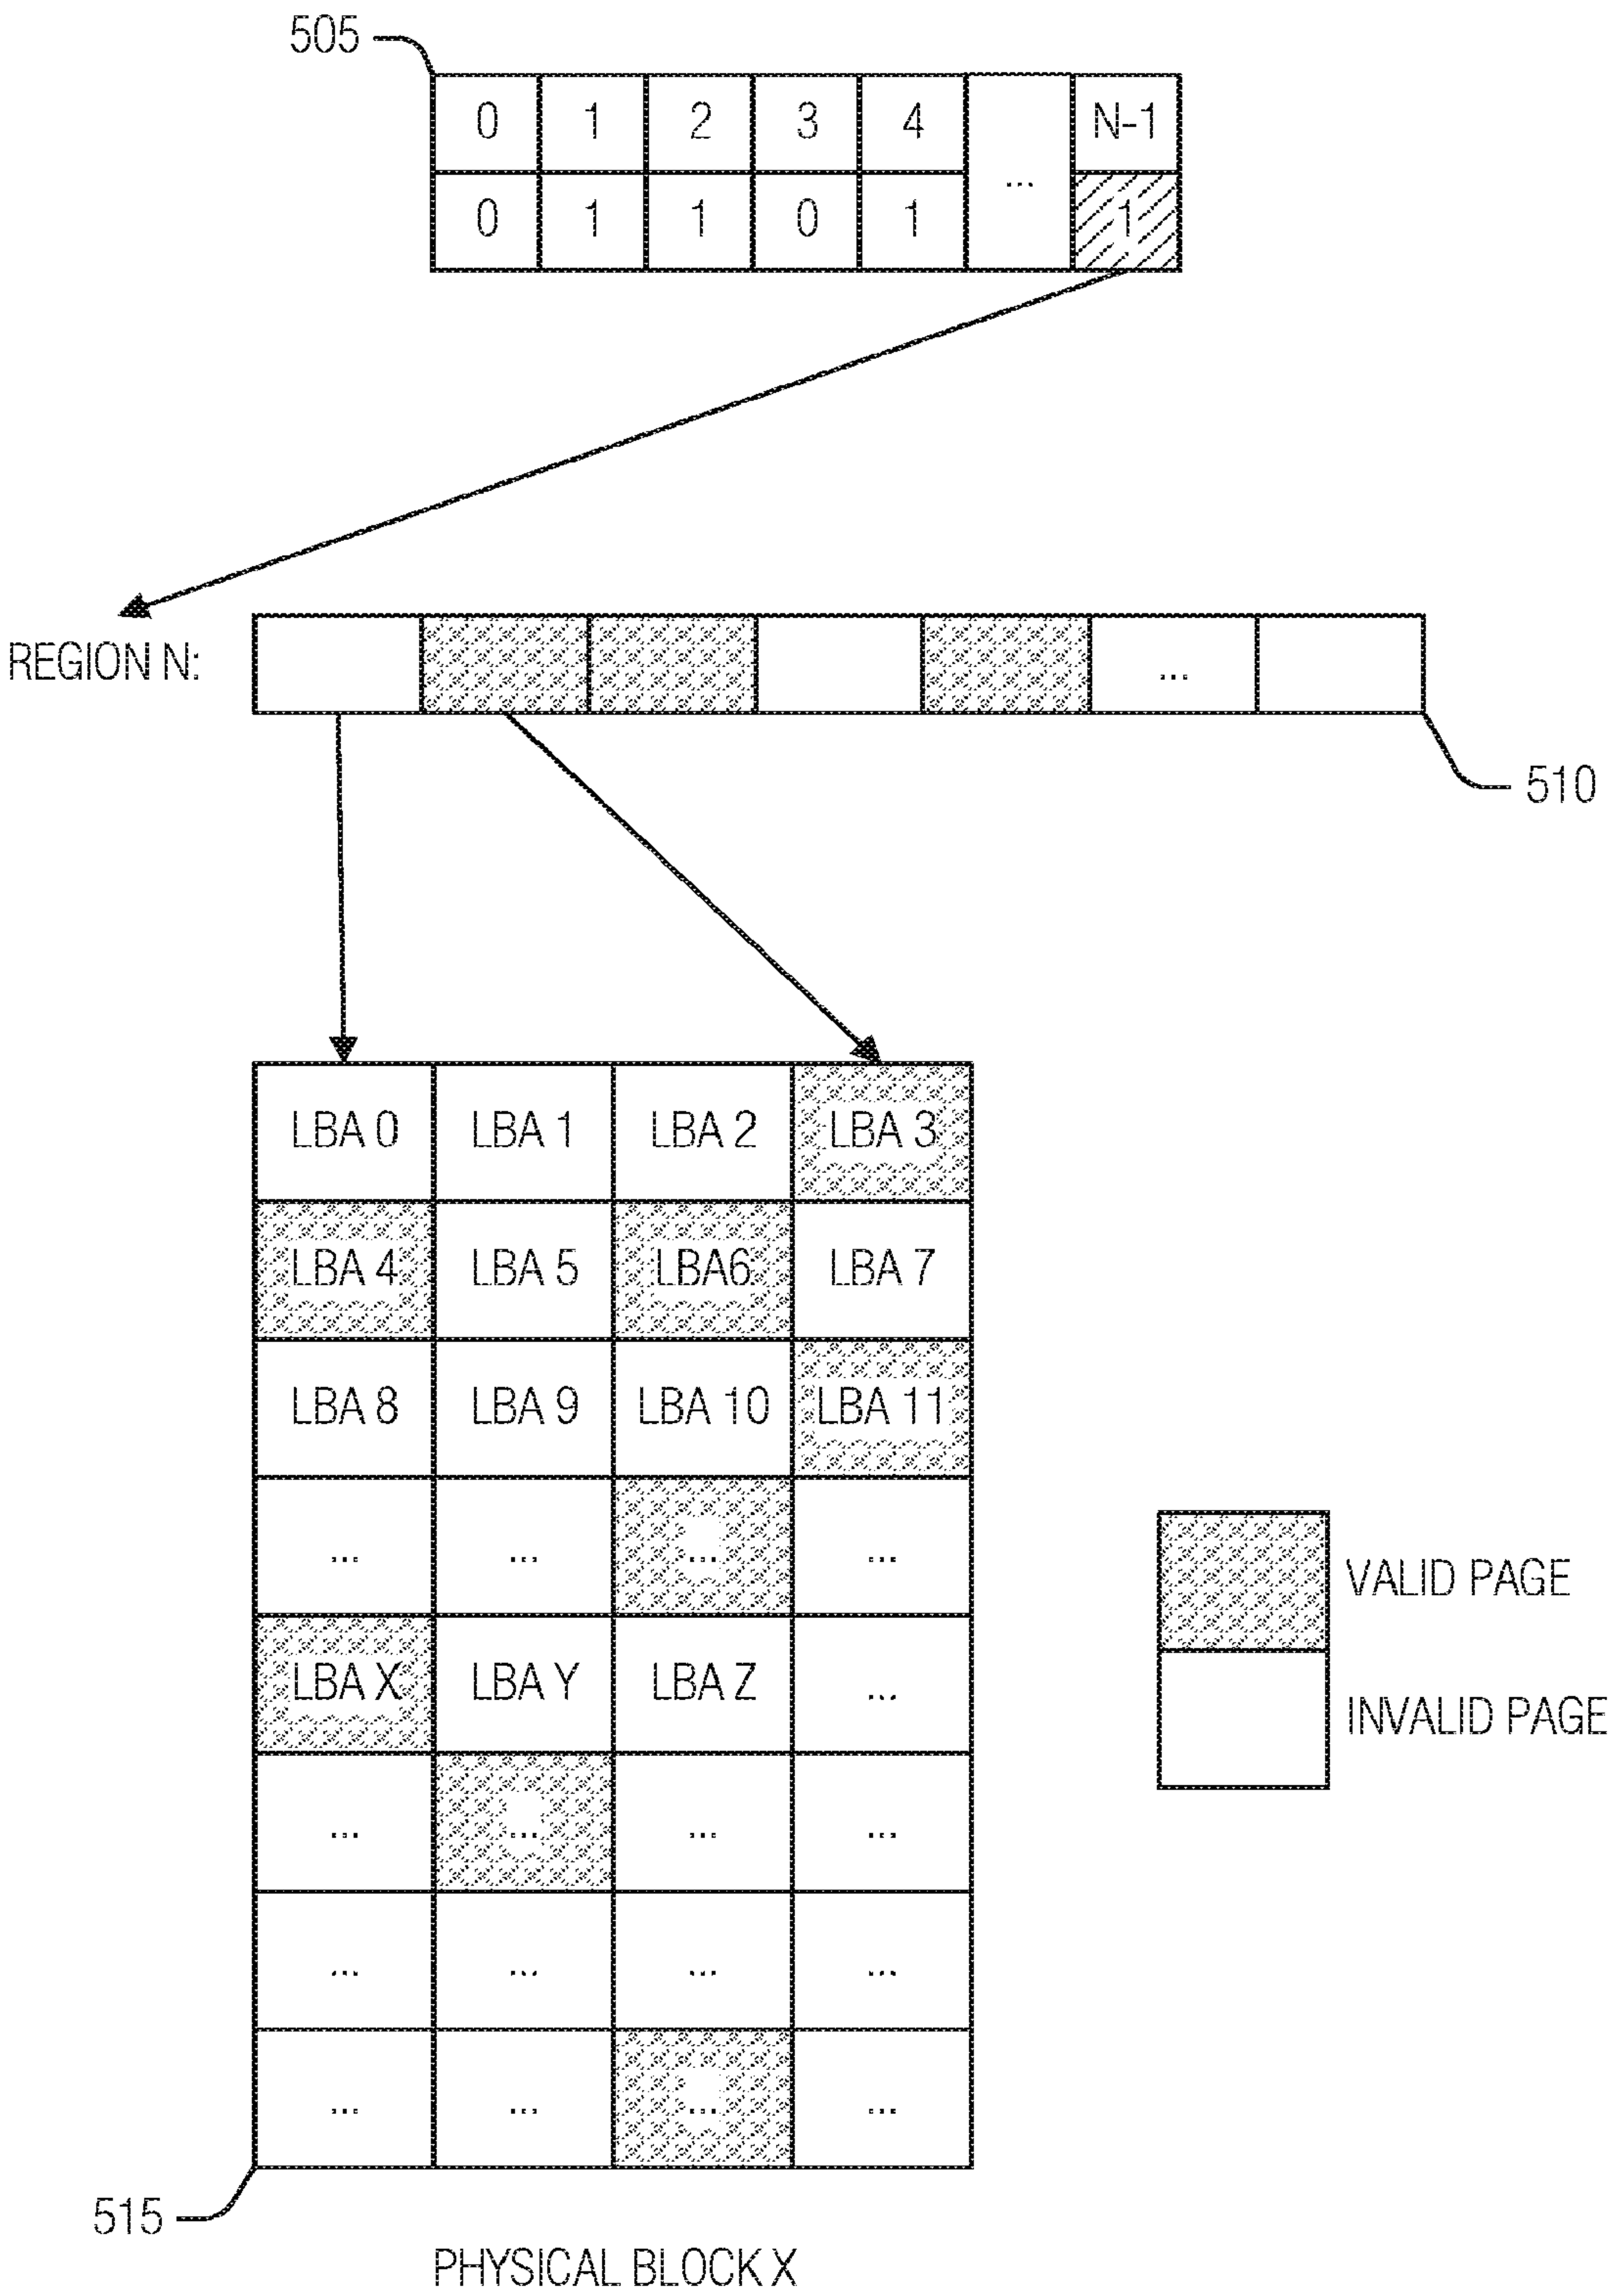 505
0 1 2 3 4 ... N-1
0 1 1 0 1 1
REGION N: ...
510
LBA 0 LBA 1 LBA 2 LBA 3
LBA 4 LBA 5 LBA6 LBA 7
LBA 8 LBA 9 LBA 10 LBA 11
... ... ... ...
VALID PAGE
LBA X LBA Y LBA Z ...
INVALID PAGE
... ... ... ...
... ... ... ...
... ... ... ...
515
PHYSICAL BLOCK X